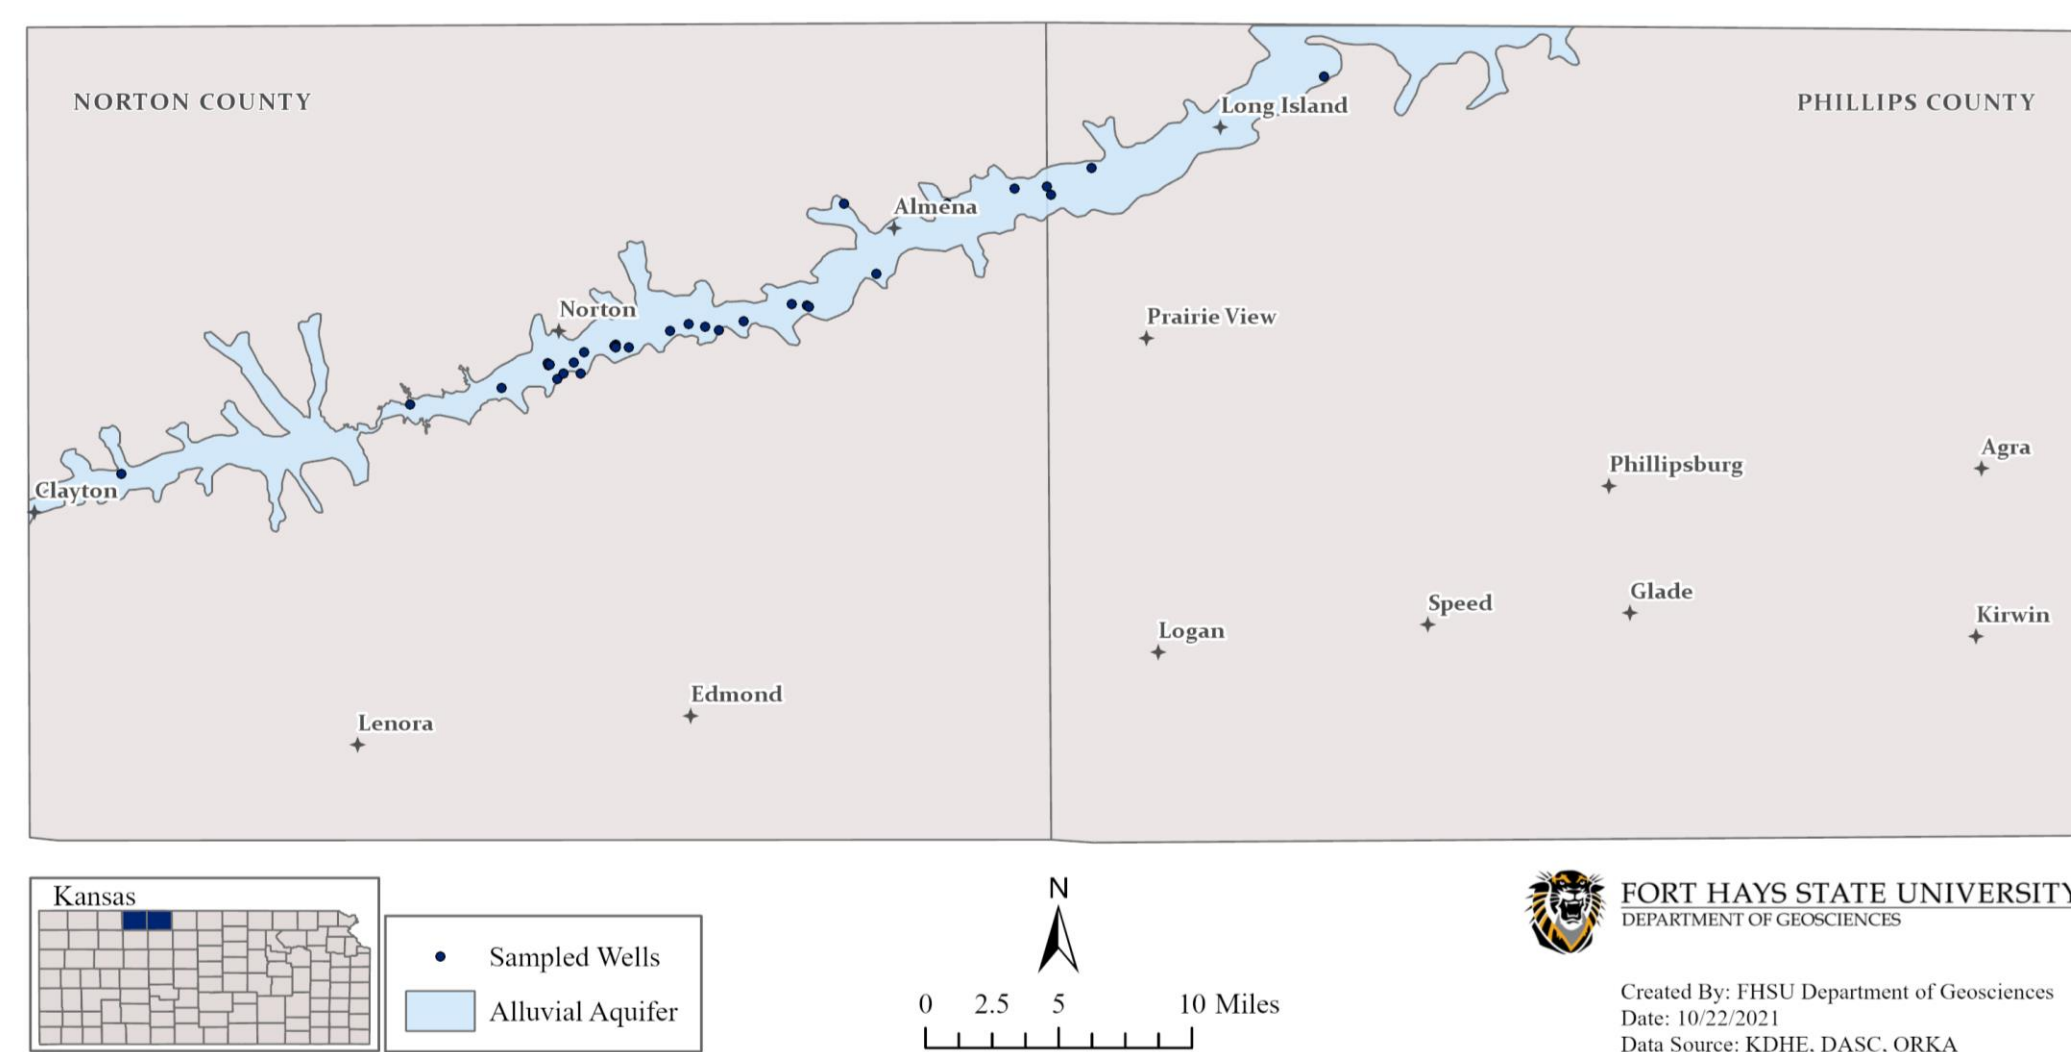 NORTON COUNTY
PHILLIPS COUNTY
Long Island
Almena
Norton
Prairie View
Clayton
Phillipsburg
Agra
Speed
Glade
Kirwin
Logan
Edmond
Lenora
Kansas
Sampled Wells
Alluvial Aquifer
N
0 2.5 5 10 Miles
FORT HAYS STATE UNIVERSITY
DEPARTMENT OF GEOSCIENCES
Created By: FHSU Department of Geosciences
Date: 10/22/2021
Data Source: KDHE, DASC, ORKA